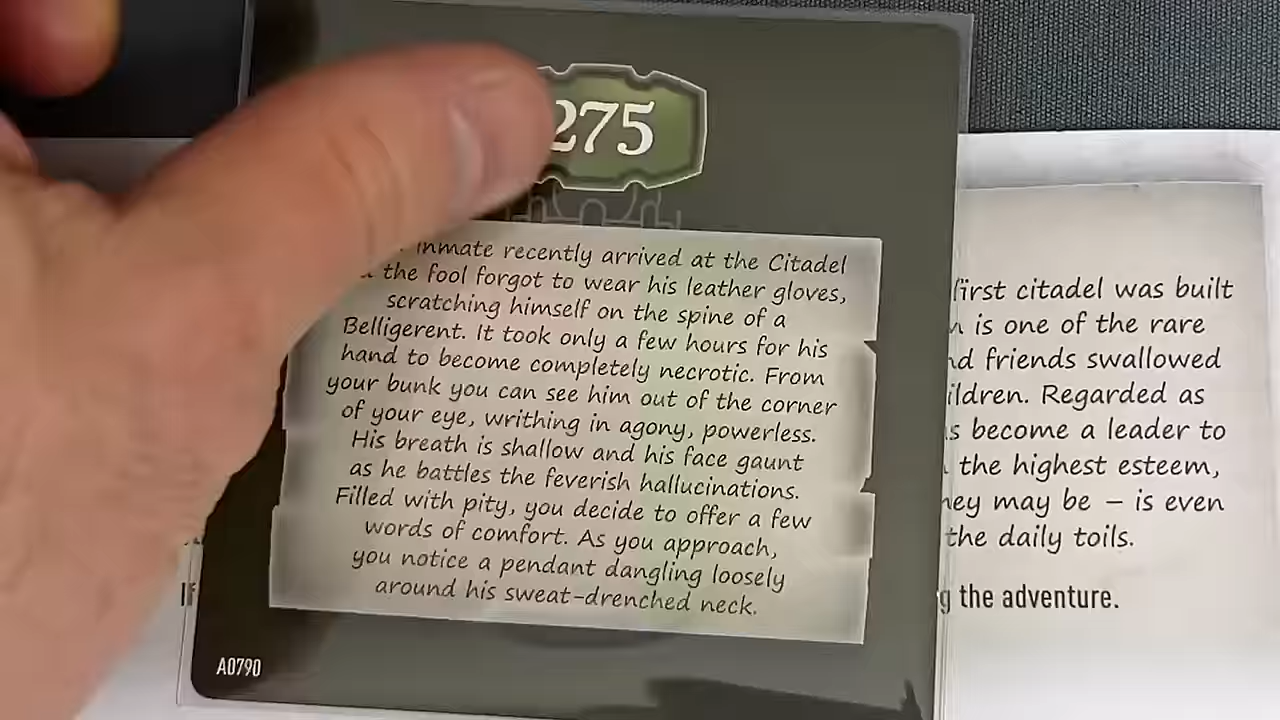 275
inmate recently arrived at the Citadel
the fool forgot to wear his leather gloves,
scratching himself on the spine of a
Belligerent. It took only a few hours for his
hand to become completely necrotic. From
your bunk you can see him out of the corner
of your eye, writhing in agony, powerless.
His breath is shallow and his face gaunt
as he battles the feverish hallucinations.
Filled with pity, you decide to offer a few
words of comfort. As you approach,
you notice a pendant dangling loosely
around his sweat-drenched neck.
A0790
first citadel was built
is one of the rare
friends swallowed
Regarded as
become a leader to
the highest esteem,
may be – is even
the daily toils.
If
the adventure.